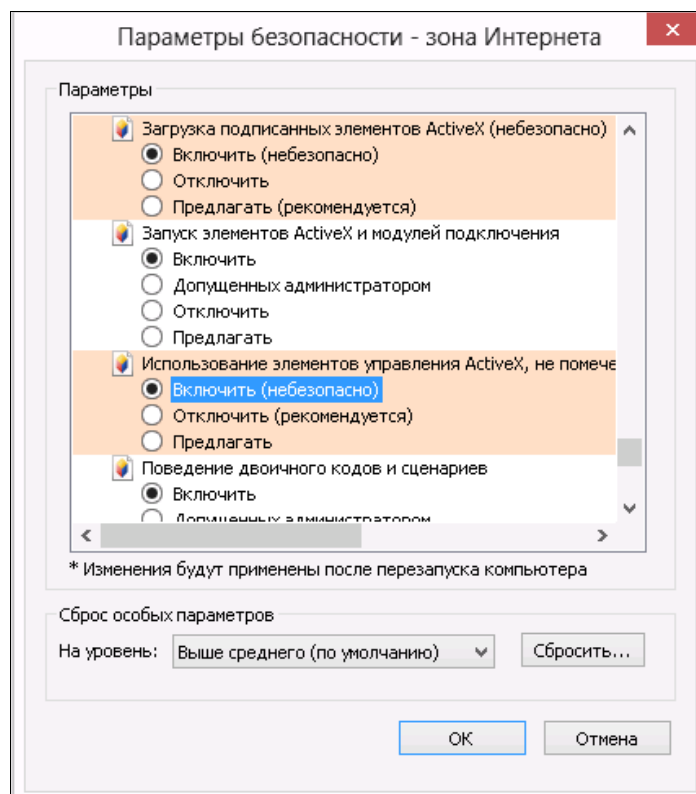 Параметры безопасности - зона Интернета
Параметры
Загрузка подписанных элементов ActiveX (небезопасно)
Включить (небезопасно)
Отключить
Предлагать (рекомендуется)
Запуск элементов ActiveX и модулей подключения
Включить
Допущенных администратором
Отключить
Предлагать
Использование элементов управления ActiveX, не помече
Включить (небезопасно)
Отключить (рекомендуется)
Предлагать
Поведение двоичного кодов и сценариев
Включить
Допущенных администратором
* Изменения будут применены после перезапуска компьютера
Сброс особых параметров
На уровень: Выше среднего (по умолчанию) Сбросить...
ОК Отмена